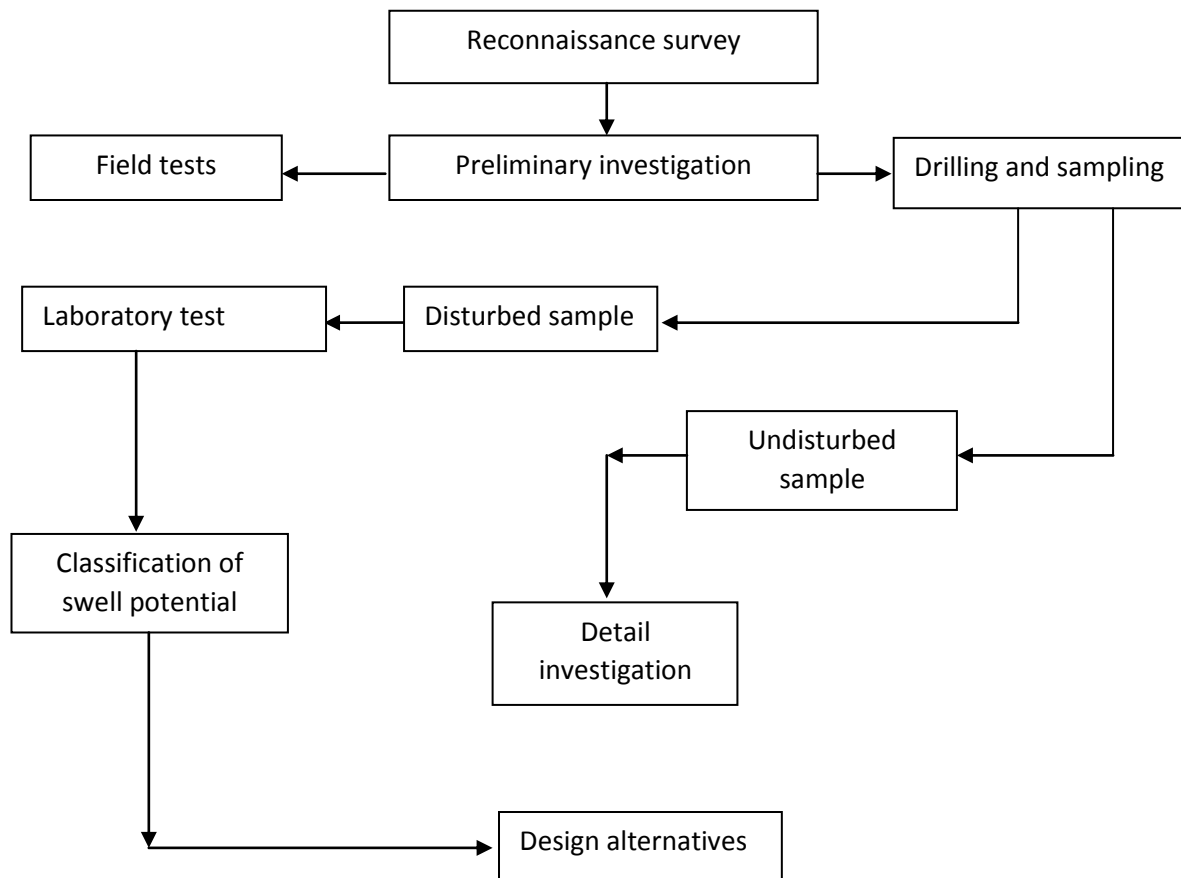 Reconnaissance survey
Field tests
Preliminary investigation
Drilling and sampling
Laboratory test
Disturbed sample
Undisturbed
sample
Classification of
swell potential
Detail
investigation
Design alternatives